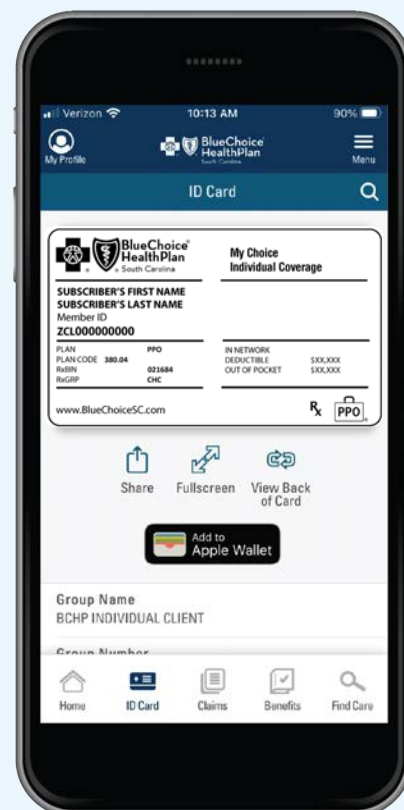 Verizon 10:13 AM 90%
My Profile
BlueChoice
HealthPlan
South Carolina
Menu
ID Card
BlueChoice®
HealthPlan
® ® South Carolina
My Choice
Individual Coverage
SUBSCRIBER'S FIRST NAME
SUBSCRIBER'S LAST NAME
Member ID
ZCL000000000
PLAN PPO
PLAN CODE 380.04
RxBIN 021684
RxGRP CHC
IN NETWORK
DEDUCTIBLE $XX,XXX
OUT OF POCKET $XX,XXX
www.BlueChoiceSC.com
Rx PPO
Share
Fullscreen
View Back
of Card
Add to
Apple Wallet
Group Name
BCHP INDIVIDUAL CLIENT
Group Number
Home
ID Card
Claims
Benefits
Find Care